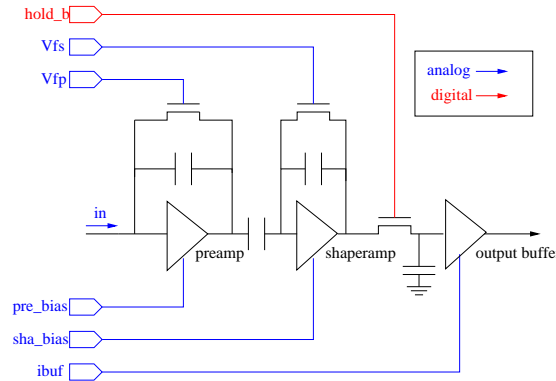 hold_b
Vfs
Vfp
analog
digital
in
preamp
shaperamp
output buffe
pre_bias
sha_bias
ibuf